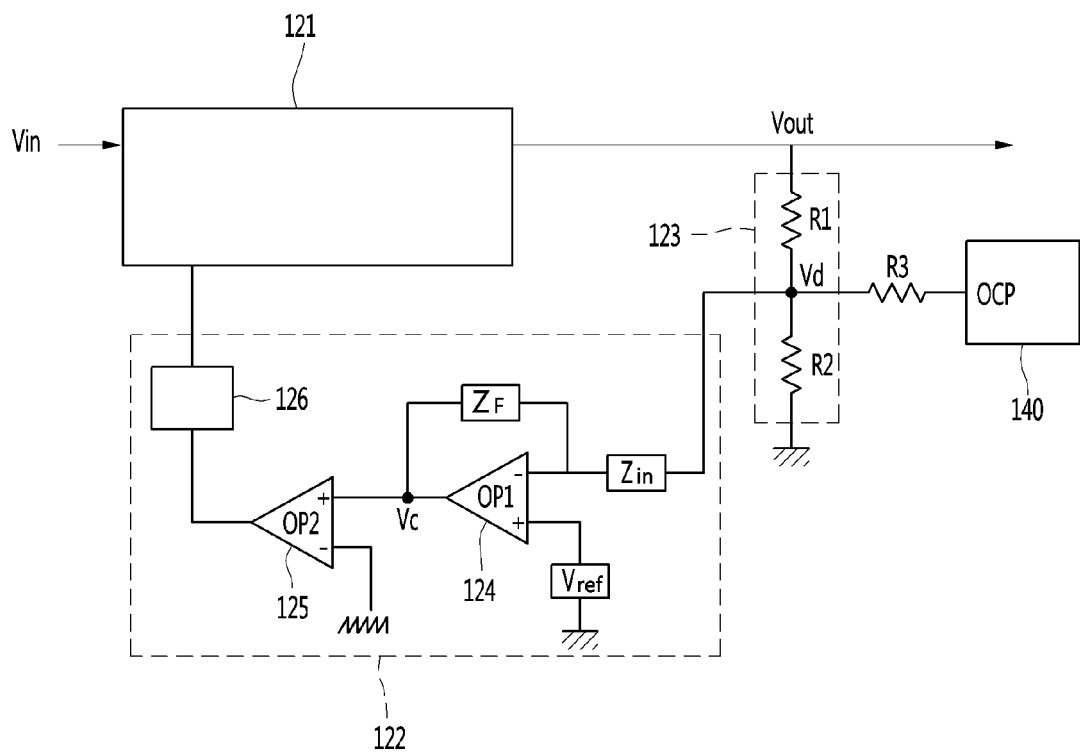 121
Vin
Vout
123
R1
Vd
R3
OCP
R2
140
126
ZF
Zin
OP1
-
+
Vc
OP2
+
-
124
125
Vref
122